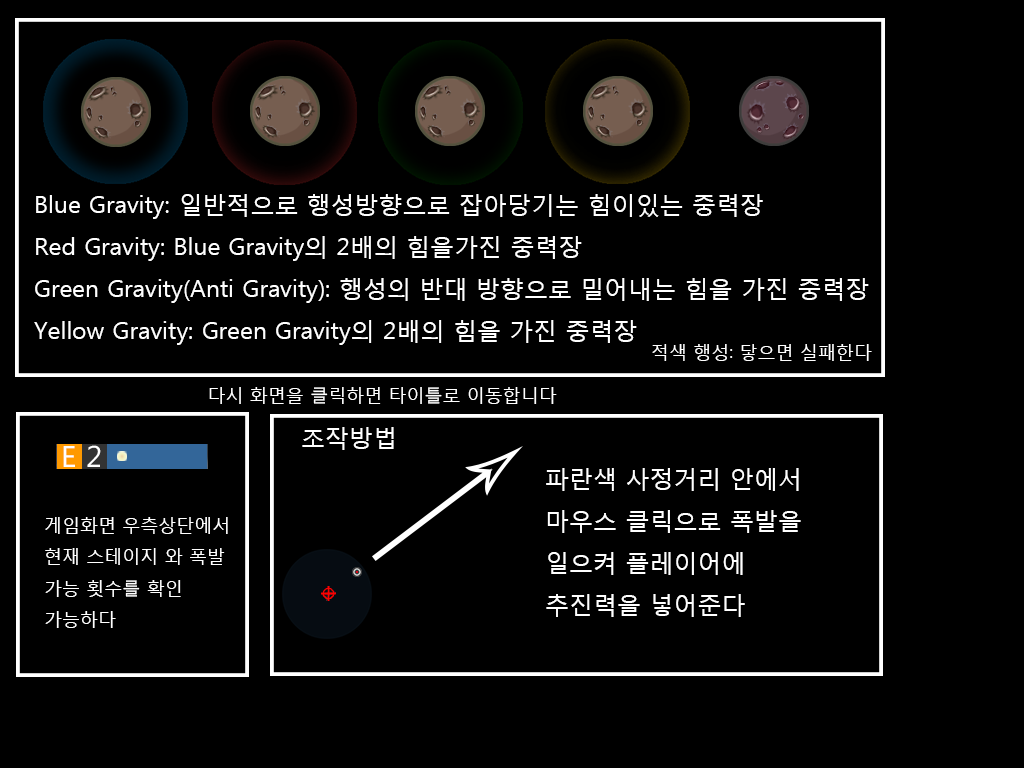 Blue Gravity: 일반적으로 행성방향으로 잡아당기는 힘이있는 중력장
Red Gravity: Blue Gravity의 2배의 힘을가진 중력장
Green Gravity(Anti Gravity): 행성의 반대 방향으로 밀어내는 힘을 가진 중력장
Yellow Gravity: Green Gravity의 2배의 힘을 가진 중력장
적색 행성: 닿으면 실패한다
다시 화면을 클릭하면 타이틀로 이동합니다
E 2
게임화면 우측상단에서
현재 스테이지 와 폭발
가능 횟수를 확인
가능하다
조작방법
파란색 사정거리 안에서
마우스 클릭으로 폭발을
일으켜 플레이어에
추진력을 넣어준다